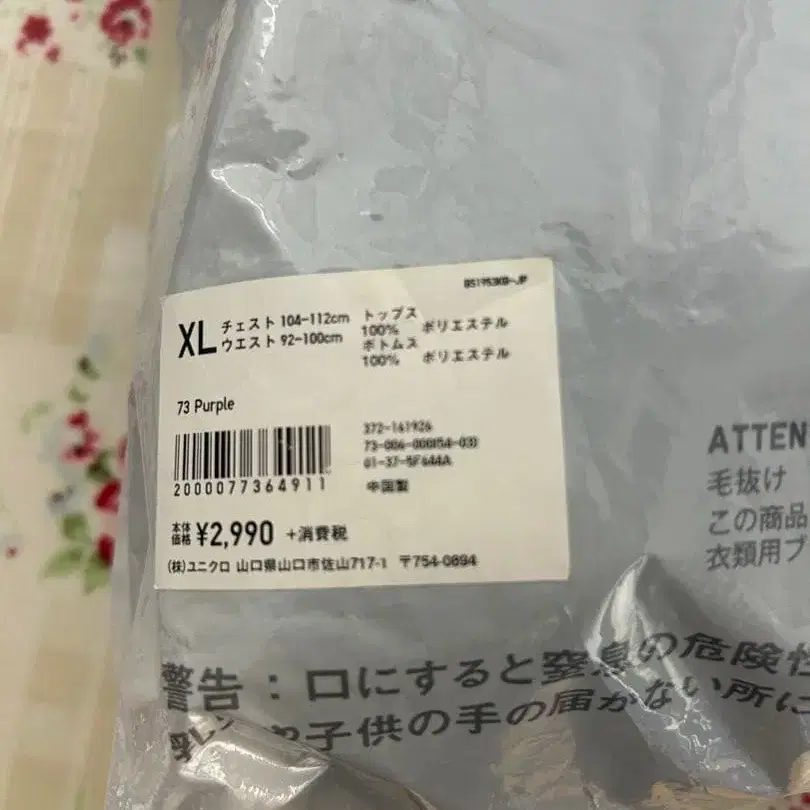 XL チェスト 104-112cm
ウエスト 92-100cm
トップス
100% ポリエステル
ボトムス
100% ポリエステル
73 Purple
372-161926
中国製
2000077364911
本体価格 ¥2,990 +消費税
(株)ユニクロ 山口県山口市佐山717-1 〒754-0894
ATTEN
毛抜け
この商品
衣類用ブ
警告:口にすると窒息の危険性
子供の手の届かない所に